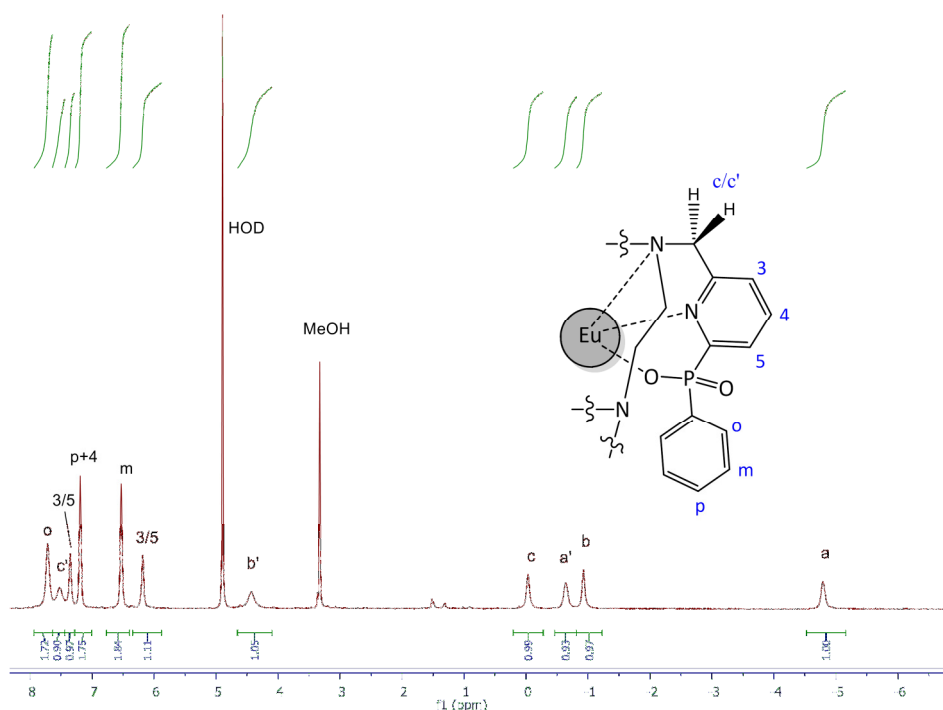 c/c'
H
H
N
3
N
4
Eu
5
O
P
O
N
o
m
p
HOD
MeOH
p+4
3/5
o
c'
m
3/5
b'
c
a'
b
a
1.72
0.90
0.97
1.75
1.84
1.11
1.05
0.99
0.93
0.97
1.00
8 7 6 5 4 3 2 1 0 -1 -2 -3 -4 -5 -6
f1 (ppm)